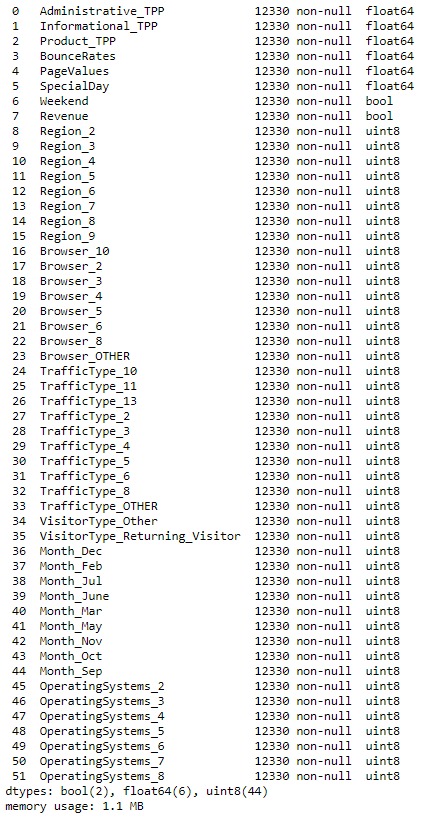 0 Administrative_TPP 12330 non-null float64
1 Informational_TPP 12330 non-null float64
2 Product_TPP 12330 non-null float64
3 BounceRates 12330 non-null float64
4 PageValues 12330 non-null float64
5 SpecialDay 12330 non-null float64
6 Weekend 12330 non-null bool
7 Revenue 12330 non-null bool
8 Region_2 12330 non-null uint8
9 Region_3 12330 non-null uint8
10 Region_4 12330 non-null uint8
11 Region_5 12330 non-null uint8
12 Region_6 12330 non-null uint8
13 Region_7 12330 non-null uint8
14 Region_8 12330 non-null uint8
15 Region_9 12330 non-null uint8
16 Browser_10 12330 non-null uint8
17 Browser_2 12330 non-null uint8
18 Browser_3 12330 non-null uint8
19 Browser_4 12330 non-null uint8
20 Browser_5 12330 non-null uint8
21 Browser_6 12330 non-null uint8
22 Browser_8 12330 non-null uint8
23 Browser_OTHER 12330 non-null uint8
24 TrafficType_10 12330 non-null uint8
25 TrafficType_11 12330 non-null uint8
26 TrafficType_13 12330 non-null uint8
27 TrafficType_2 12330 non-null uint8
28 TrafficType_3 12330 non-null uint8
29 TrafficType_4 12330 non-null uint8
30 TrafficType_5 12330 non-null uint8
31 TrafficType_6 12330 non-null uint8
32 TrafficType_8 12330 non-null uint8
33 TrafficType_OTHER 12330 non-null uint8
34 VisitorType_Other 12330 non-null uint8
35 VisitorType_Returning_Visitor 12330 non-null uint8
36 Month_Dec 12330 non-null uint8
37 Month_Feb 12330 non-null uint8
38 Month_Jul 12330 non-null uint8
39 Month_June 12330 non-null uint8
40 Month_Mar 12330 non-null uint8
41 Month_May 12330 non-null uint8
42 Month_Nov 12330 non-null uint8
43 Month_Oct 12330 non-null uint8
44 Month_Sep 12330 non-null uint8
45 OperatingSystems_2 12330 non-null uint8
46 OperatingSystems_3 12330 non-null uint8
47 OperatingSystems_4 12330 non-null uint8
48 OperatingSystems_5 12330 non-null uint8
49 OperatingSystems_6 12330 non-null uint8
50 OperatingSystems_7 12330 non-null uint8
51 OperatingSystems_8 12330 non-null uint8
dtypes: bool(2), float64(6), uint8(44)
memory usage: 1.1 MB